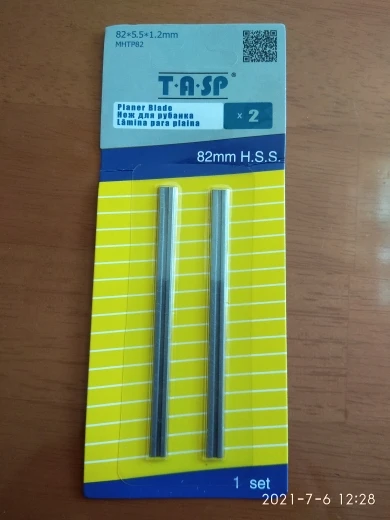 82*5.5*1.2mm
MHTP82
T·A·SP®
Planer Blade
Нож для рубанка
Lâmina para plaina
x 2
82mm H.S.S.
1 set
2021-7-6 12:28